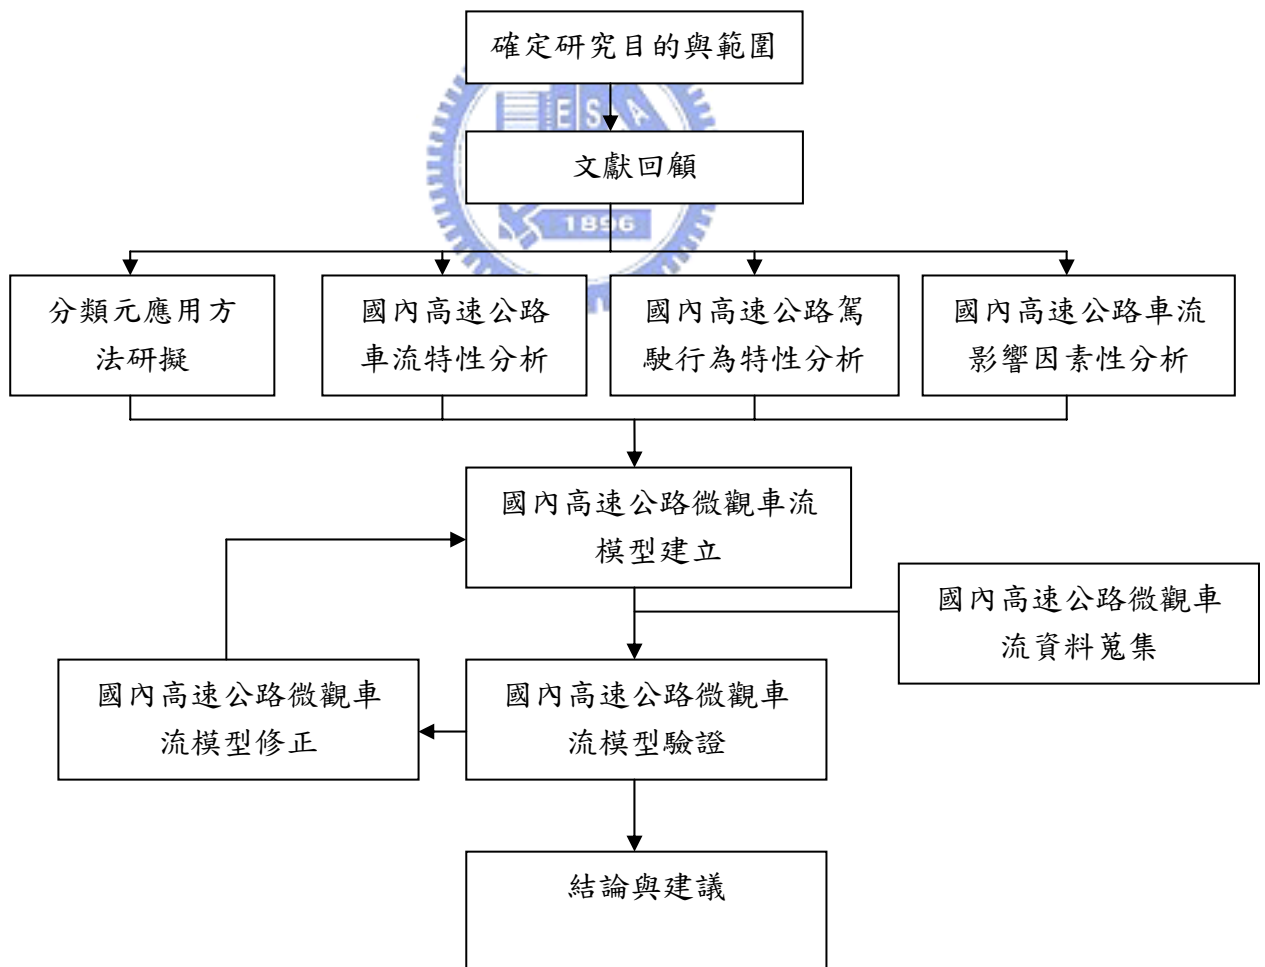 確定研究目的與範圍
E S A
文獻回顧
1896
分類元應用方
法研擬
國內高速公路
車流特性分析
國內高速公路駕
駛行為特性分析
國內高速公路車流
影響因素性分析
國內高速公路微觀車流
模型建立
國內高速公路微觀車
流資料蒐集
國內高速公路微觀車
流模型修正
國內高速公路微觀車
流模型驗證
結論與建議